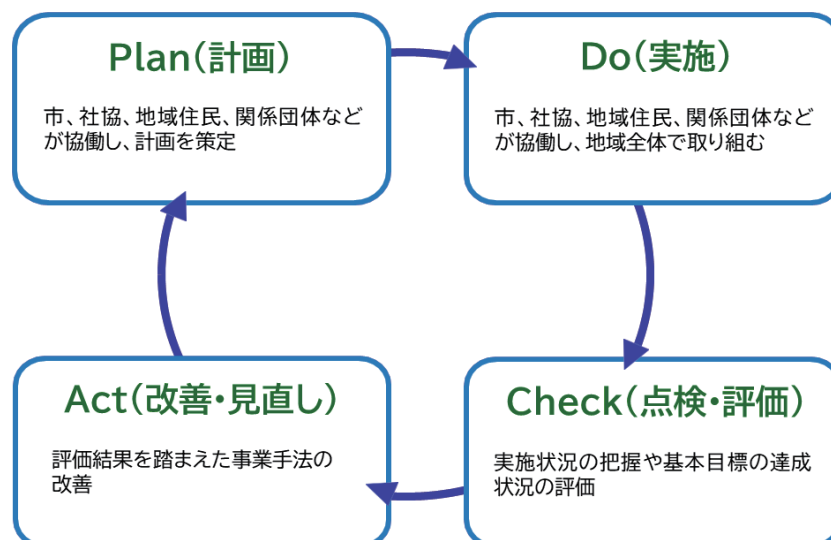 Plan(計画)
市、社協、地域住民、関係団体など
が協働し、計画を策定
Do(実施)
市、社協、地域住民、関係団体など
が協働し、地域全体で取り組む
Act(改善・見直し)
評価結果を踏まえた事業手法の
改善
Check(点検・評価)
実施状況の把握や基本目標の達成
状況の評価